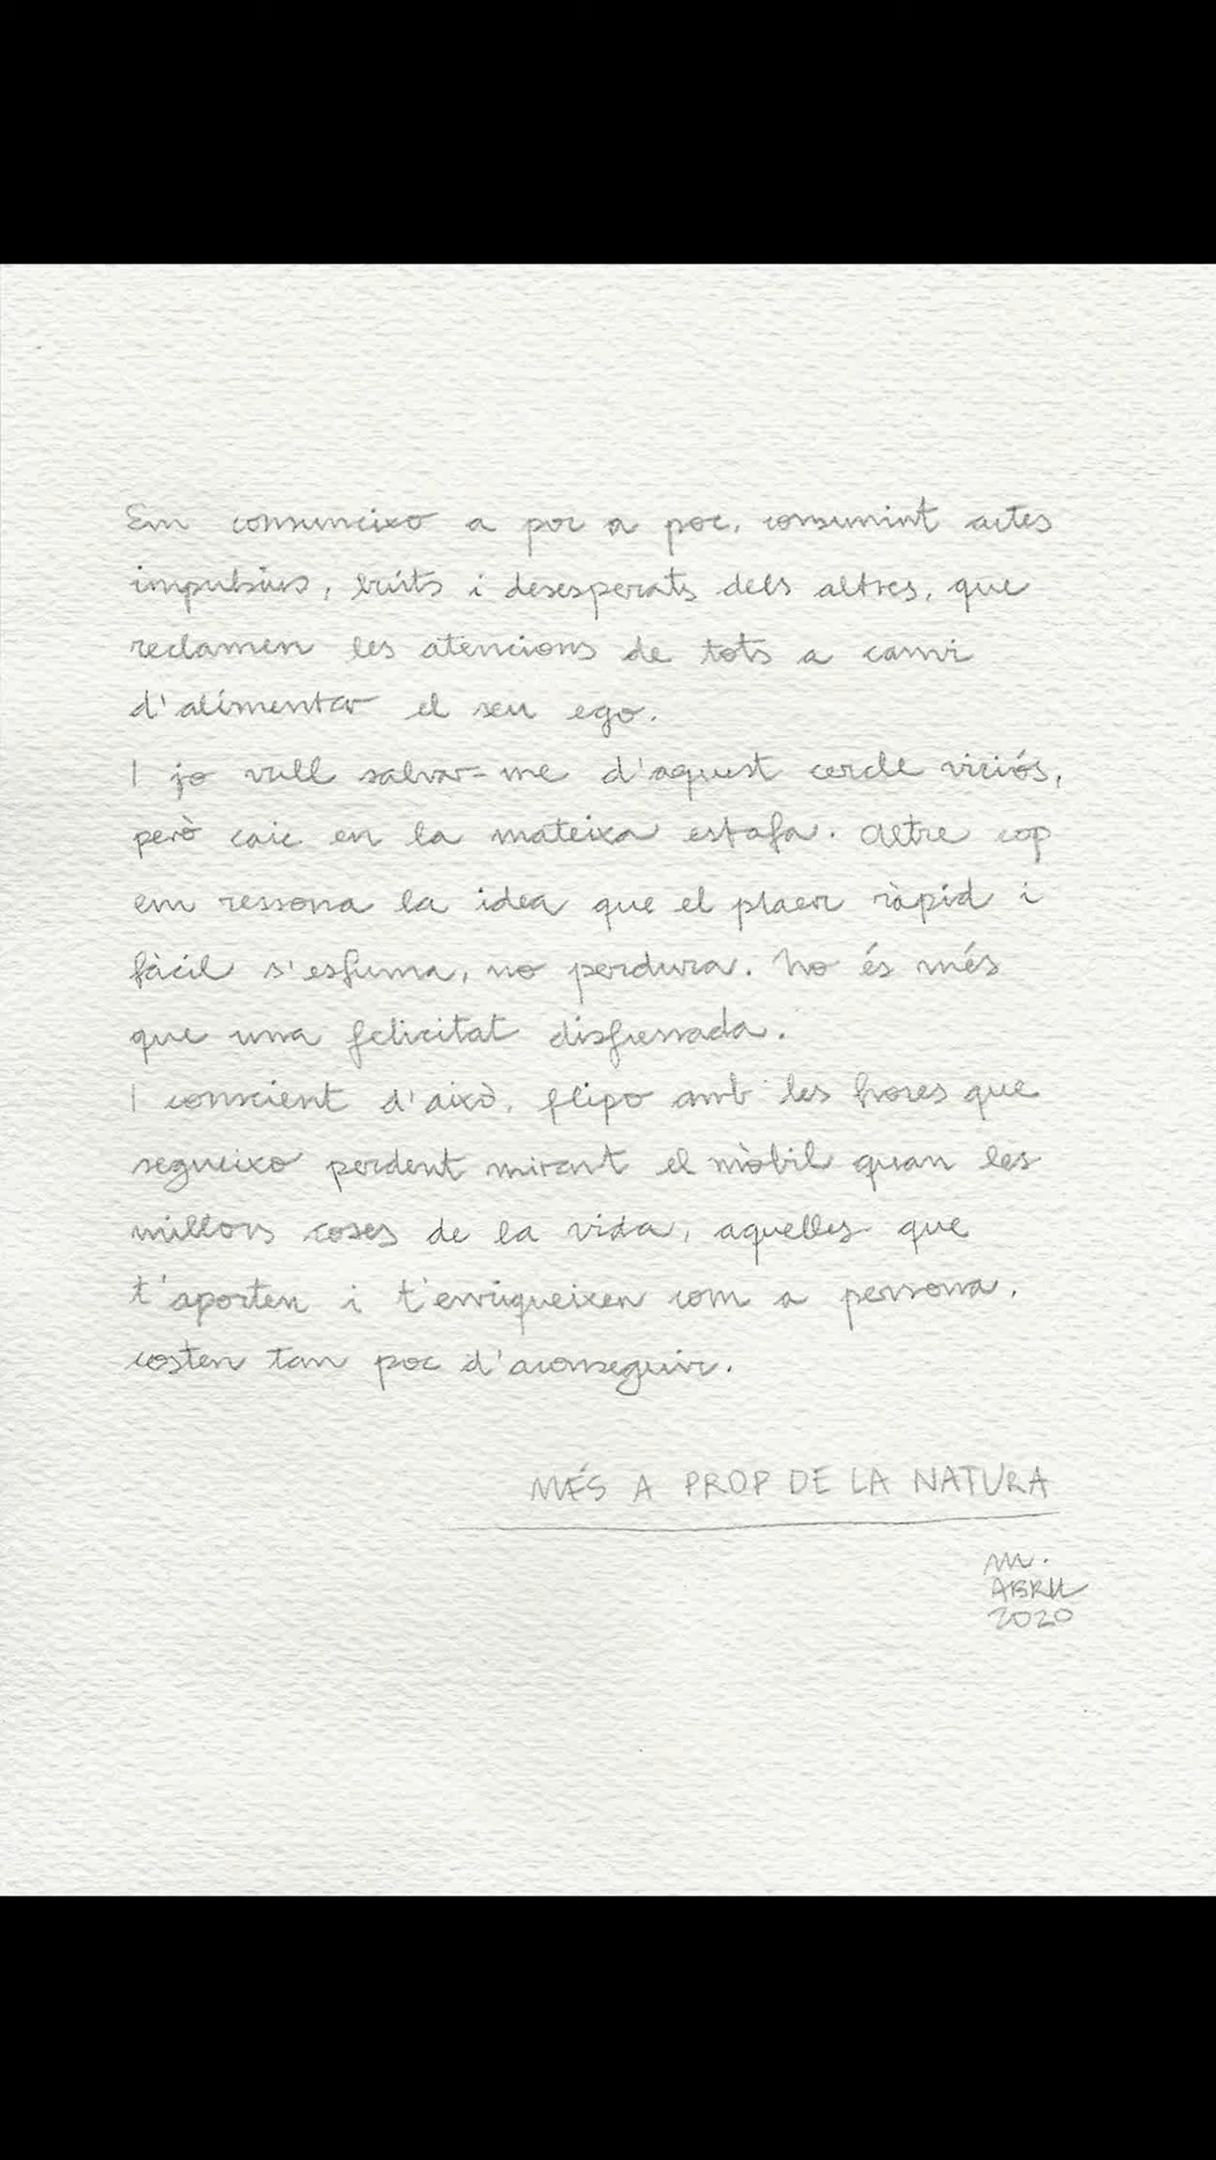 Em consumeixo a poc a poc, consumint actes
impulsius, bruts i desesperats dels altres, que
reclamen les atencions de tots a canvi
d'alimentar el seu ego.
I jo vull salvar-me d'aquest cercle viciós,
però caic en la mateixa estafa. Altre cop
em ressona la idea que el plaer ràpid i
fàcil s'esfuma, no perdura. No és més
que una felicitat disfressada.
I conscient d'això, flipo amb les hores que
segueixo perdent mirant el mòbil quan les
millors coses de la vida, aquelles que
t'aporten i t'enriqueixen com a persona,
costen tan poc d'aconseguir.
MÉS A PROP DE LA NATURA
M.
ABRIL
2020